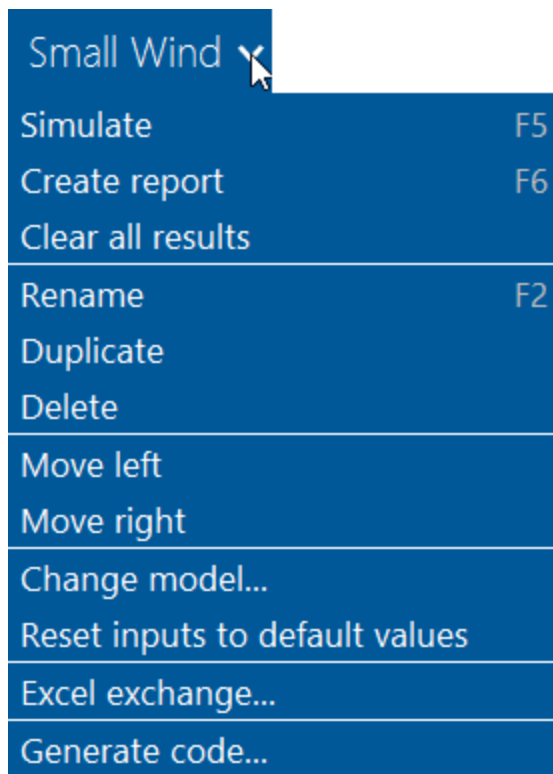 Small Wind
Simulate F5
Create report F6
Clear all results
Rename F2
Duplicate
Delete
Move left
Move right
Change model...
Reset inputs to default values
Excel exchange...
Generate code...